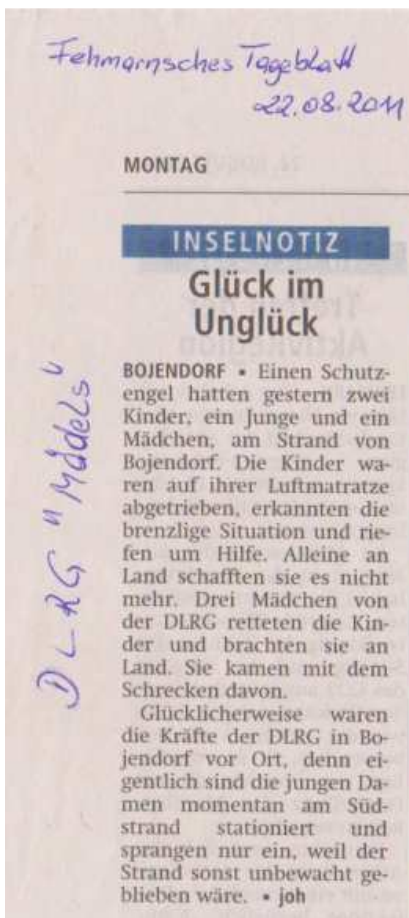 Fehmarnsches Tageblatt
22.08.2011
MONTAG
INSELNOTIZ
Glück im
Unglück
BOJENDORF • Einen Schutz-
engel hatten gestern zwei
Kinder, ein Junge und ein
Mädchen, am Strand von
Bojendorf. Die Kinder wa-
ren auf ihrer Luftmatratze
abgetrieben, erkannten die
brenzlige Situation und rie-
fen um Hilfe. Alleine an
Land schafften sie es nicht
mehr. Drei Mädchen von
der DLRG retteten die Kin-
der und brachten sie an
Land. Sie kamen mit dem
Schrecken davon.
Glücklicherweise waren
die Kräfte der DLRG in Bo-
jendorf vor Ort, denn ei-
gentlich sind die jungen Da-
men momentan am Süd-
strand stationiert und
sprangen nur ein, weil der
Strand sonst unbewacht ge-
blieben wäre. • joh
DLRG "Mädels"